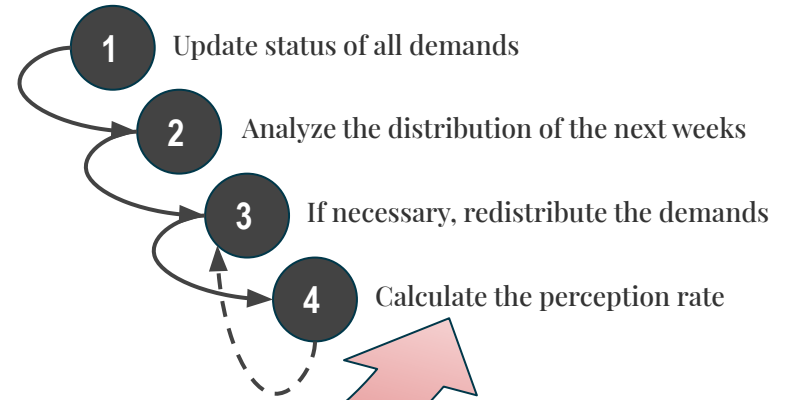 1 Update status of all demands
2 Analyze the distribution of the next weeks
3 If necessary, redistribute the demands
4 Calculate the perception rate